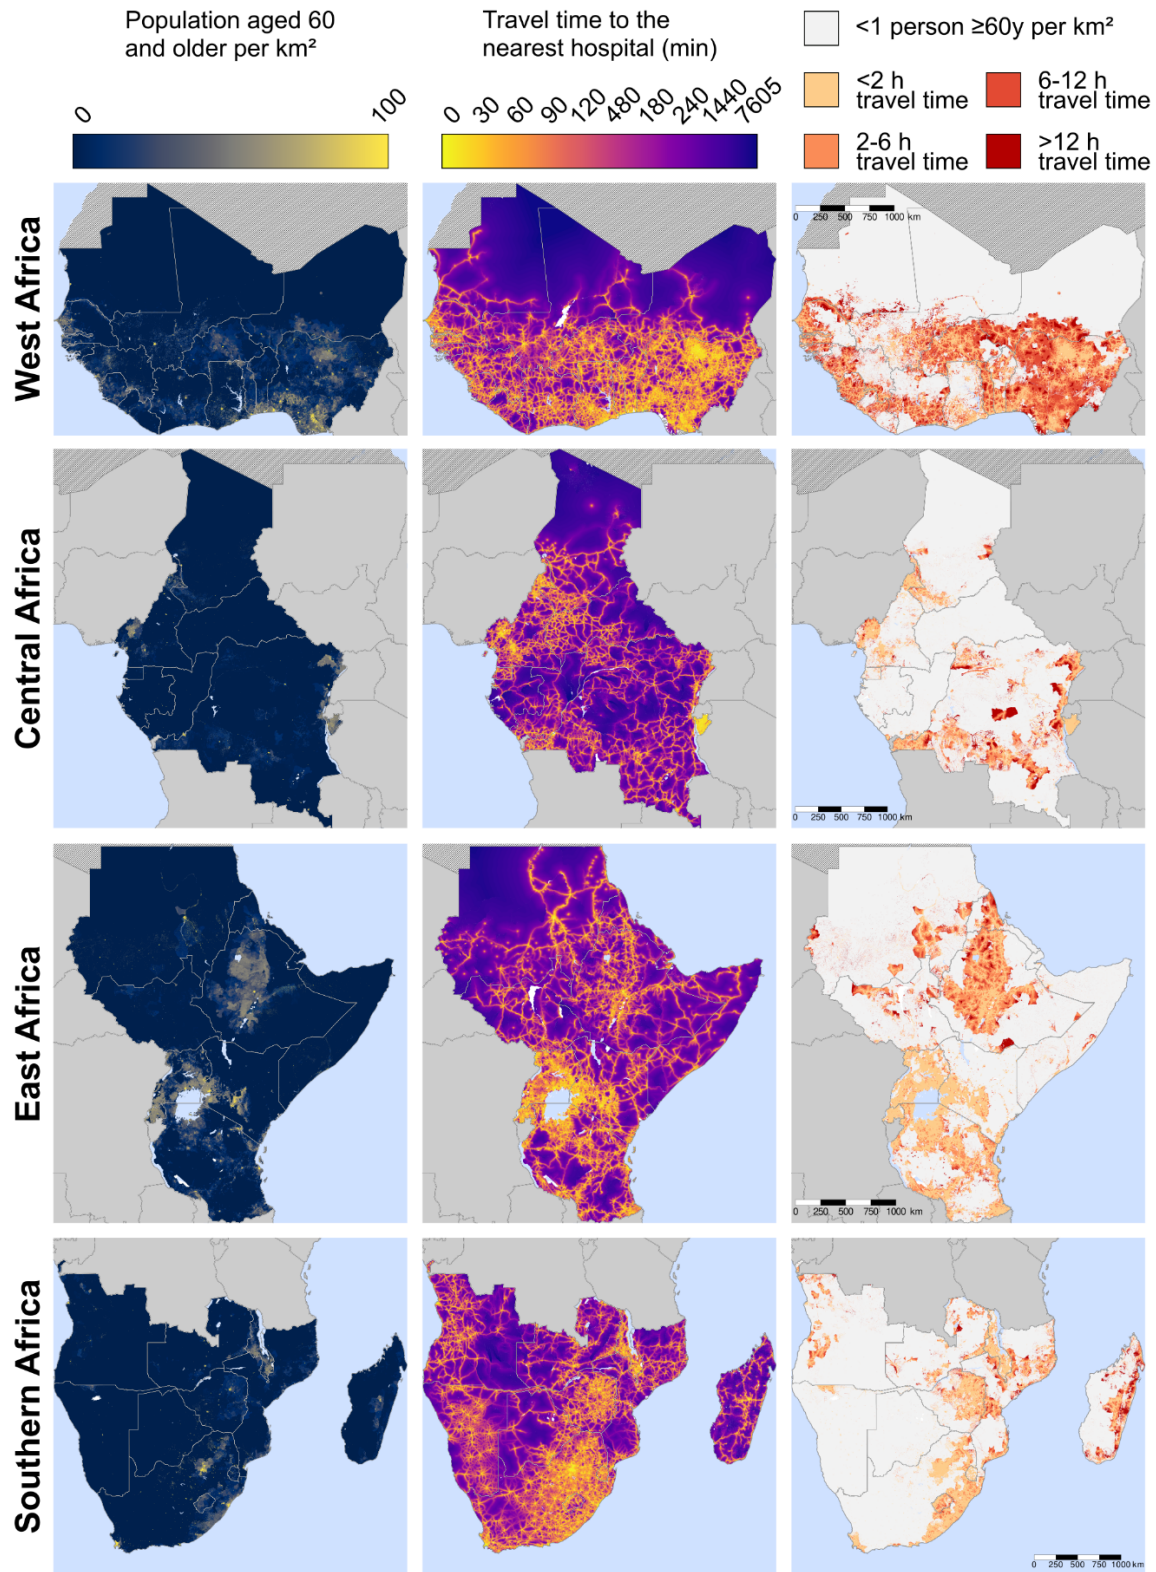 Population aged 60
and older per km²
0
100
Travel time to the
nearest hospital (min)
0
30
60
90
120
480
180
240
1440
7605
<1 person ≥60y per km²
<2 h
travel time
6-12 h
travel time
2-6 h
travel time
>12 h
travel time
West Africa
0 250 500 750 1000 km
Central Africa
0 250 500 750 1000 km
East Africa
0 250 500 750 1000 km
Southern Africa
0 250 500 750 1000 km